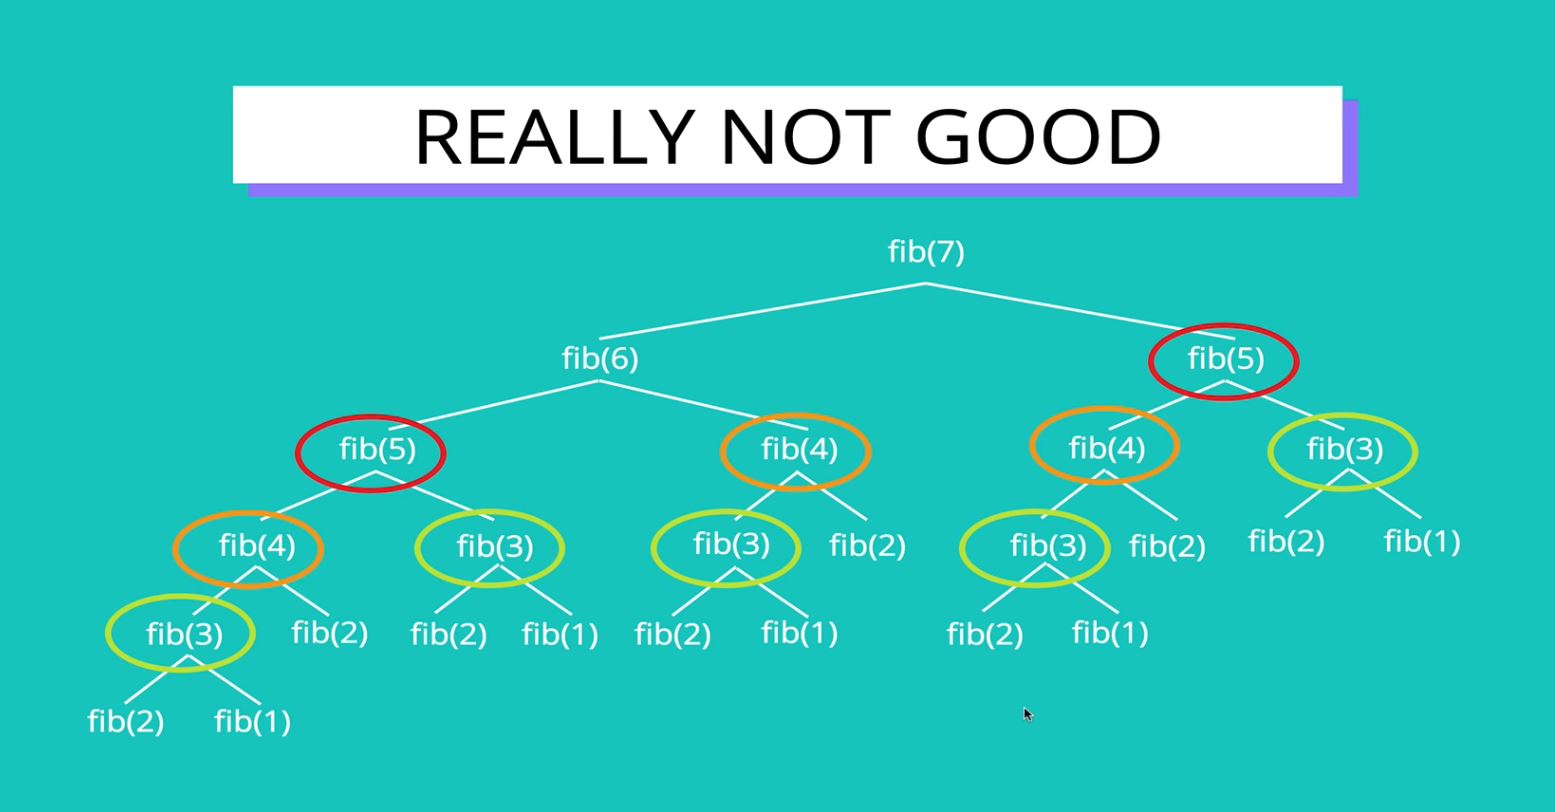 REALLY NOT GOOD
fib(7)
fib(6) fib(5)
fib(5) fib(4) fib(4) fib(3)
fib(4) fib(3) fib(3) fib(2) fib(3) fib(2) fib(2) fib(1)
fib(3) fib(2) fib(2) fib(1) fib(2) fib(1) fib(2) fib(1)
fib(2) fib(1)